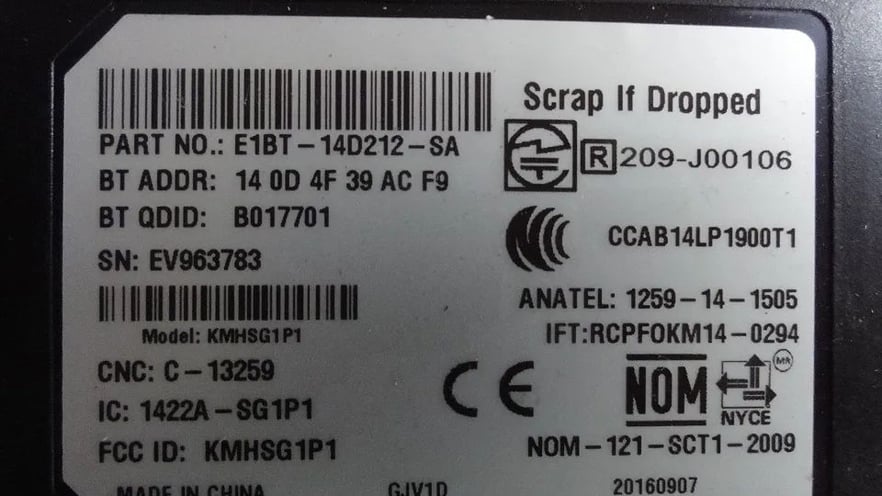 Scrap If Dropped
PART NO.: E1BT-14D212-SA
R 209-J00106
BT ADDR: 14 0D 4F 39 AC F9
BT QDID: B017701
CCAB14LP1900T1
SN: EV963783
ANATEL: 1259-14-1505
Model: KMHSG1P1
IFT:RCPFOKM14-0294
CNC: C-13259
CE
NOM
NYCE
IC: 1422A-SG1P1
FCC ID: KMHSG1P1
NOM-121-SCT1-2009
MADE IN CHINA
GJV1D
20160907